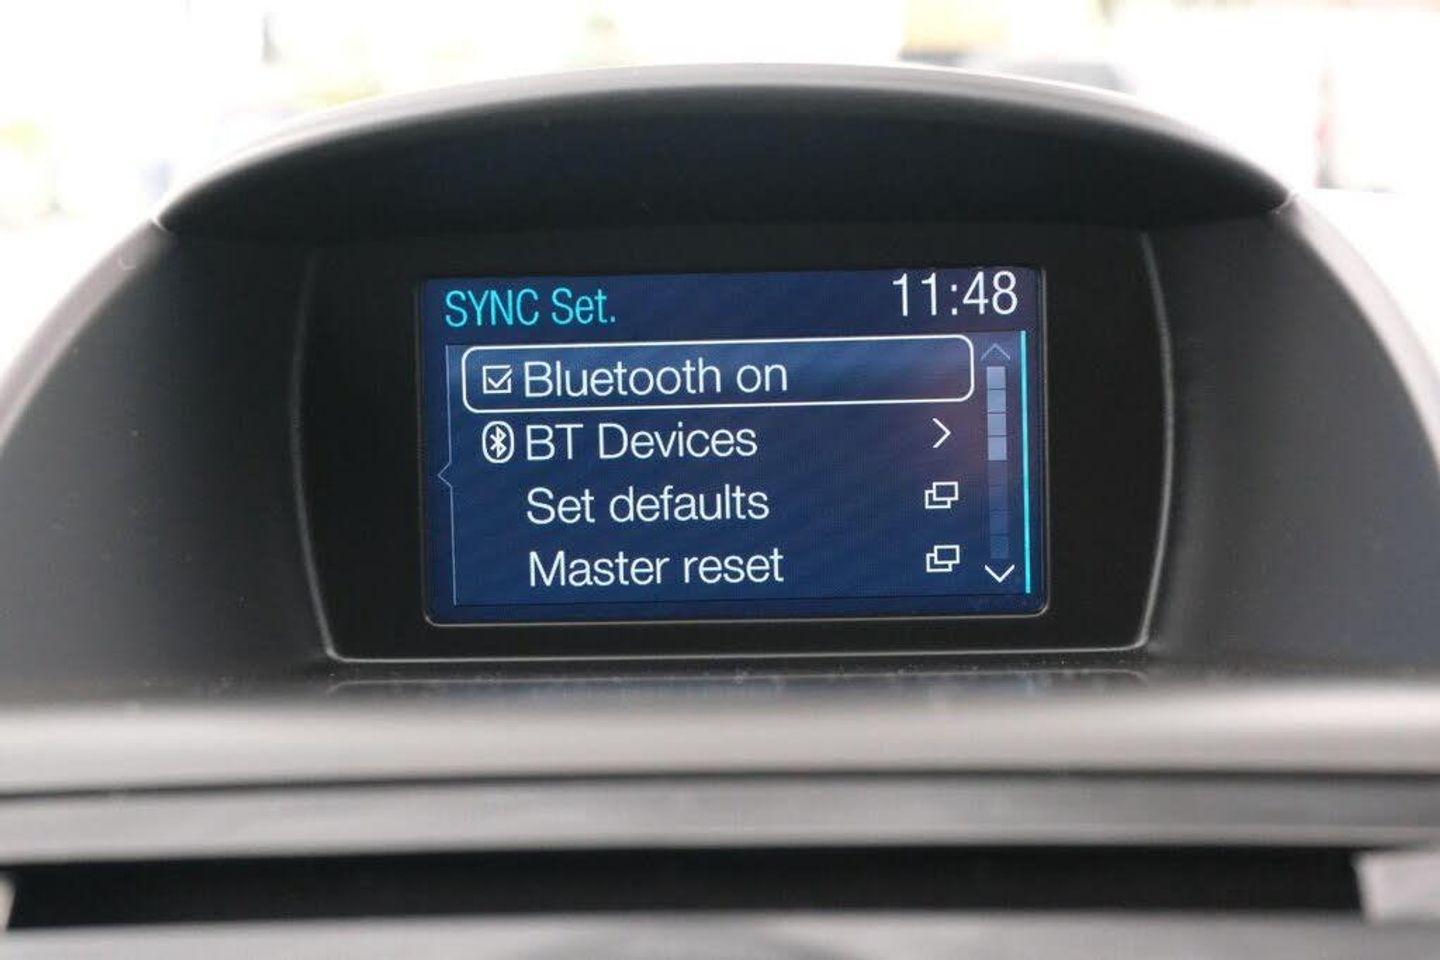 SYNC Set. 11:48
Bluetooth on
BT Devices
Set defaults
Master reset